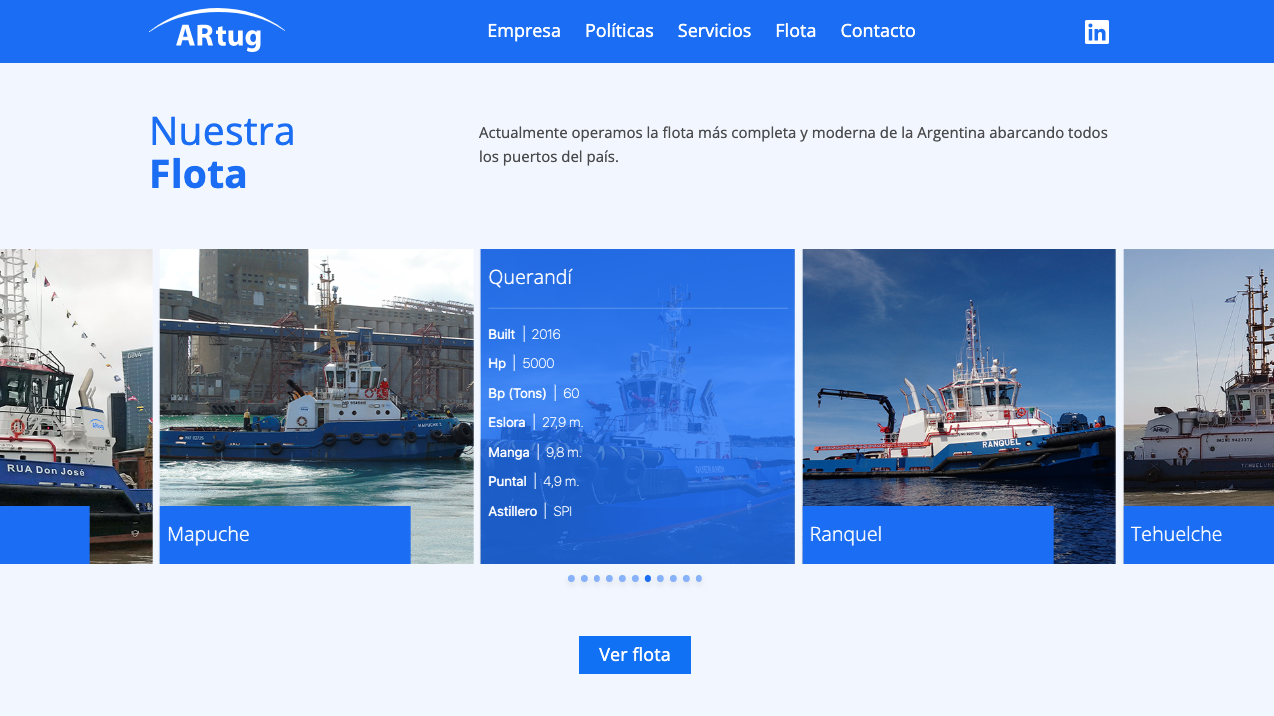 ARtug
Empresa
Políticas
Servicios
Flota
Contacto
in
Nuestra
Flota
Actualmente operamos la flota más completa y moderna de la Argentina abarcando todos
los puertos del país.
RUA Don José
Mapuche
Querandí
Built | 2016
Hp | 5000
Bp (Tons) | 60
Eslora | 27,9 m.
Manga | 9,8 m.
Puntal | 4,9 m.
Astillero | SPI
QUERANDI
RANQUEL
Ranquel
Tehuelche
Ver flota